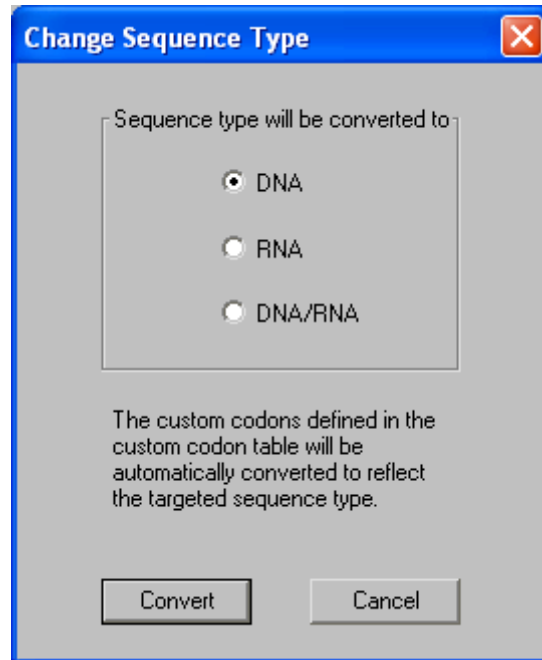 Change Sequence Type
Sequence type will be converted to
DNA
RNA
DNA/RNA
The custom codons defined in the
custom codon table will be
automatically converted to reflect
the targeted sequence type.
Convert
Cancel